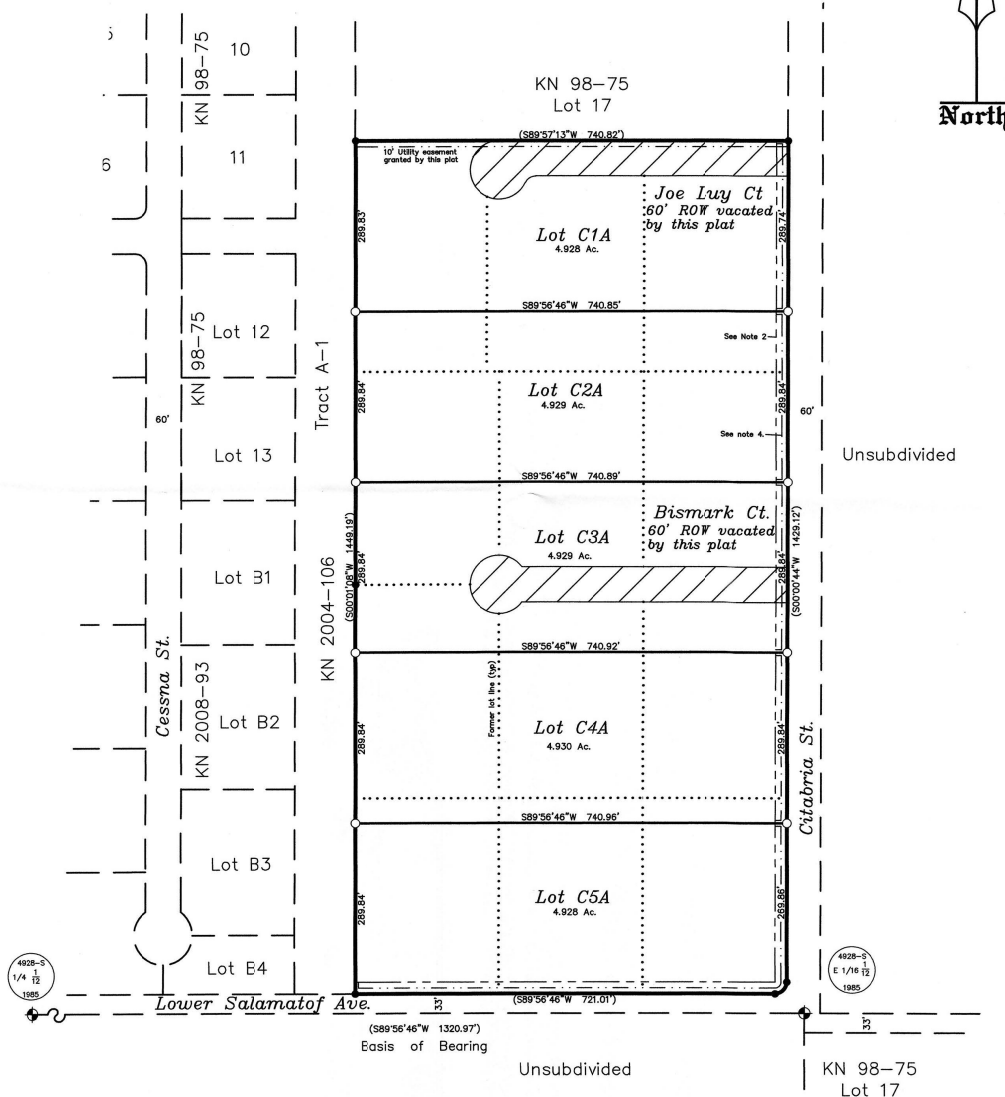 10
KN 98-75
North
KN 98-75
Lot 17
(S89°57'13"W 740.82')
10' Utility easement
granted by this plat
6
11
Joe Luy Ct
60' ROW vacated
by this plat
289.83'
289.74'
Lot C1A
4.928 Ac.
S89°56'46"W 740.85'
Lot 12
KN 98-75
Tract A-1
See Note 2
Lot C2A
4.929 Ac.
289.84'
289.84'
60'
60'
See note 4.
Lot 13
Unsubdivided
S89°56'46"W 740.89'
Bismark Ct.
60' ROW vacated
by this plat
Lot C3A
4.929 Ac.
(S00°01'08"W 1449.19')
289.84'
289.84'
(S00°00'44"W 1429.12')
Lot B1
KN 2004-106
S89°56'46"W 740.92'
Cessna St.
KN 2008-93
Lot B2
Former lot line (typ)
Lot C4A
4.930 Ac.
289.84'
289.84'
Citabria St.
S89°56'46"W 740.96'
Lot B3
Lot C5A
4.928 Ac.
289.84'
269.86'
4928-S
1/4 1/12
1985
Lot B4
4928-S
E 1/16 1/12
1985
Lower Salamatof Ave.
(S89°56'46"W 721.01')
(S89°56'46"W 1320.97')
Basis of Bearing
33'
Unsubdivided
KN 98-75
Lot 17